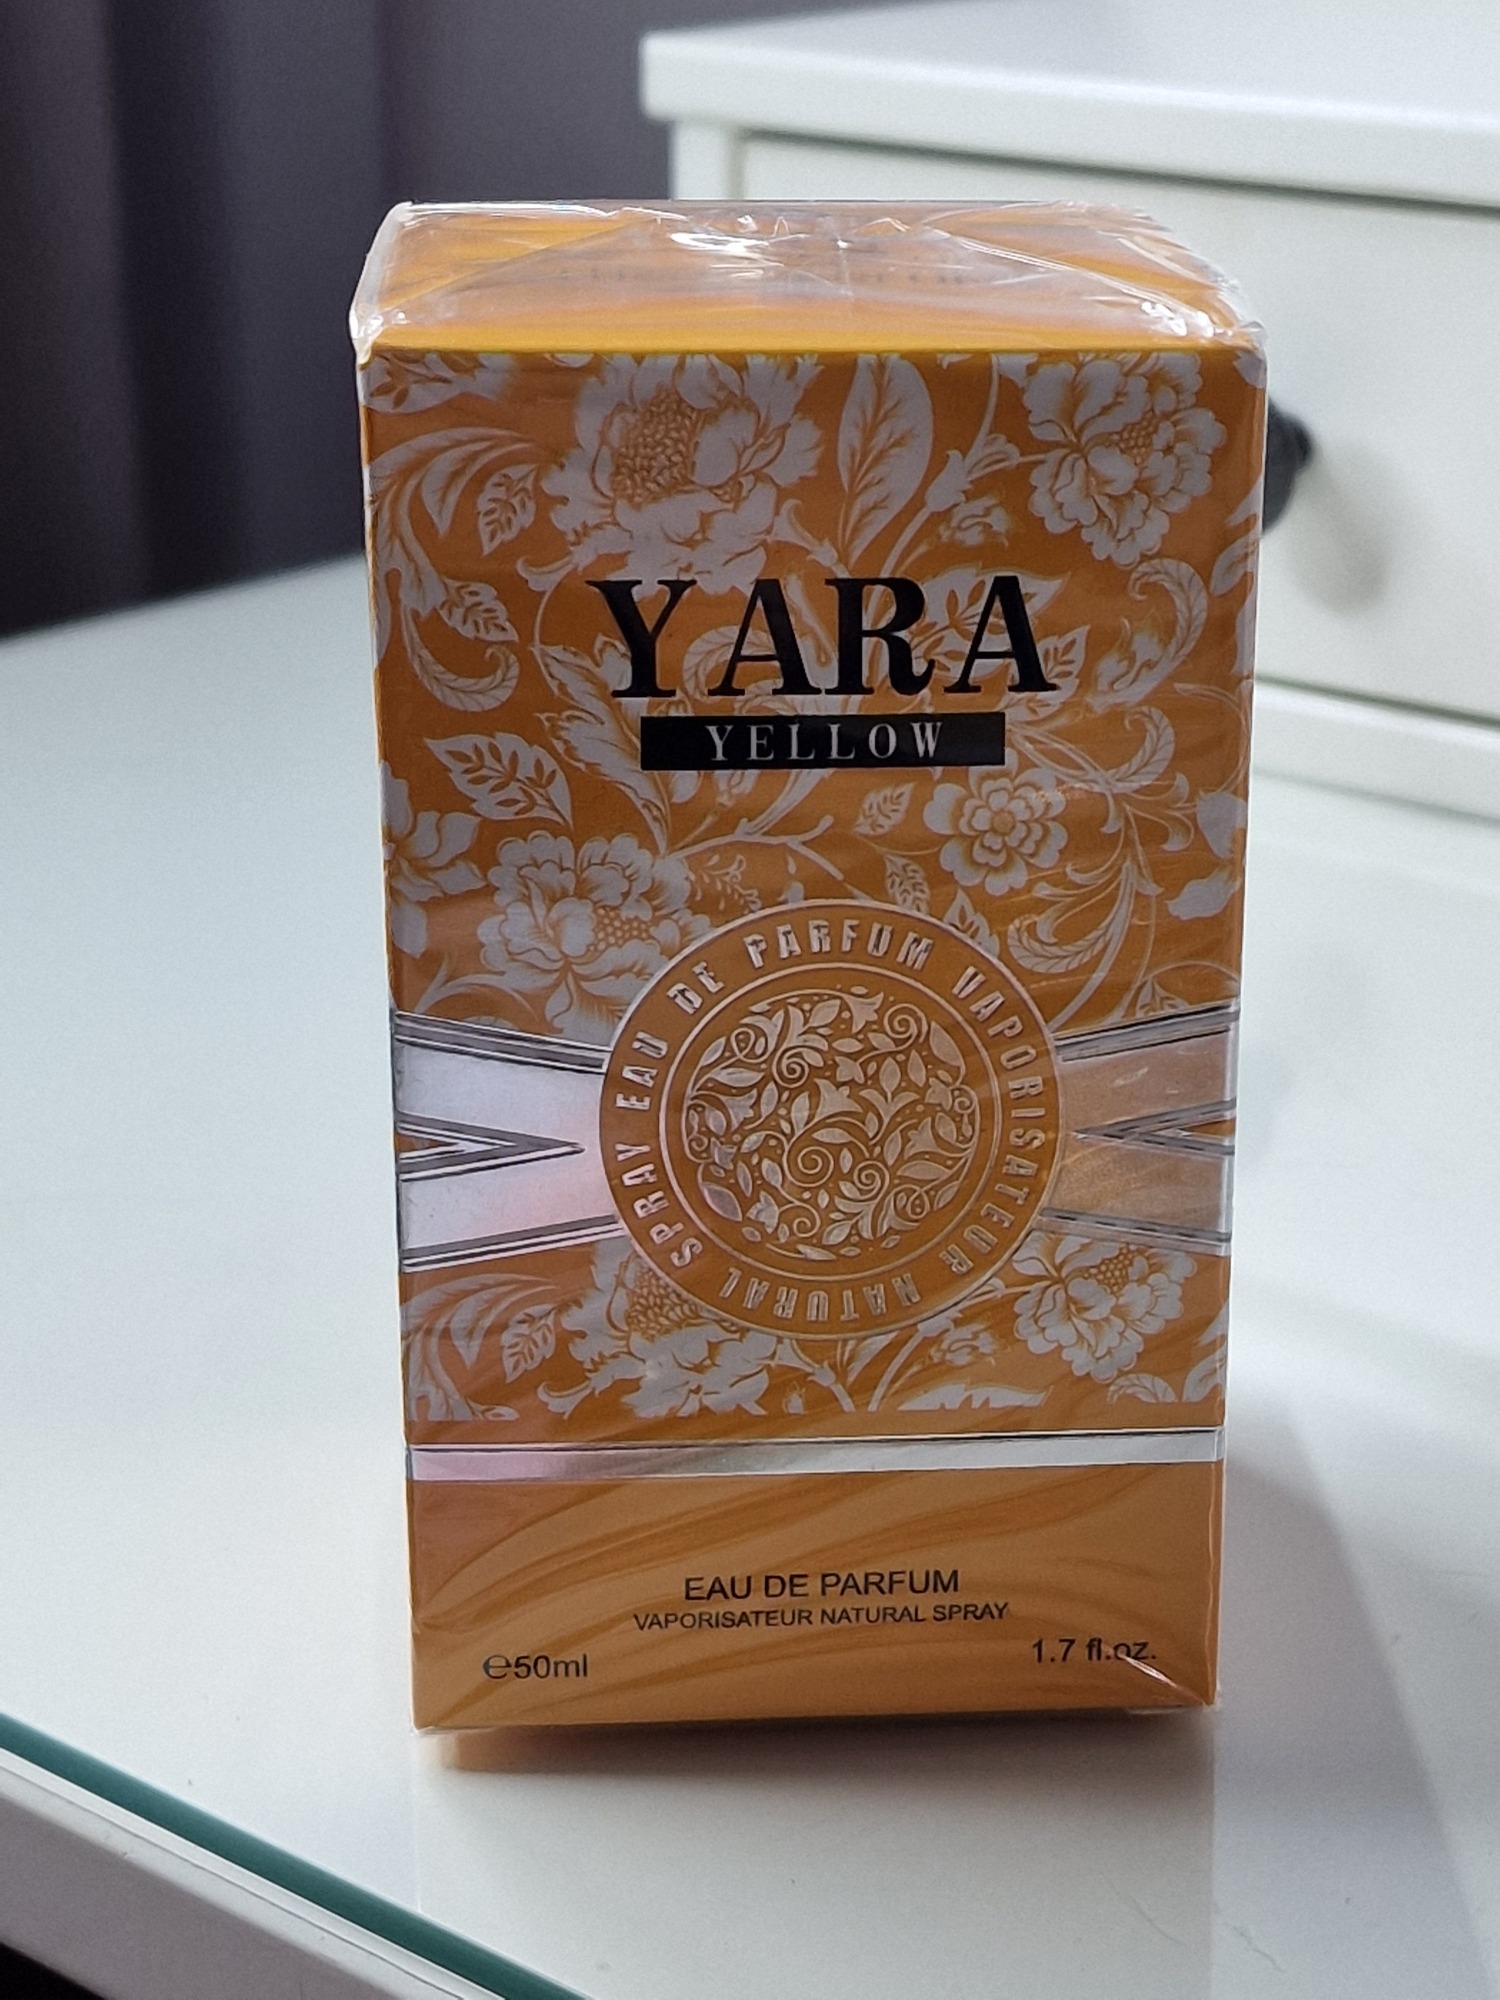 YARA
YELLOW
EAU DE PARFUM VAPORISATEUR NATURAL SPRAY
EAU DE PARFUM
VAPORISATEUR NATURAL SPRAY
℮50ml
1.7 fl.oz.